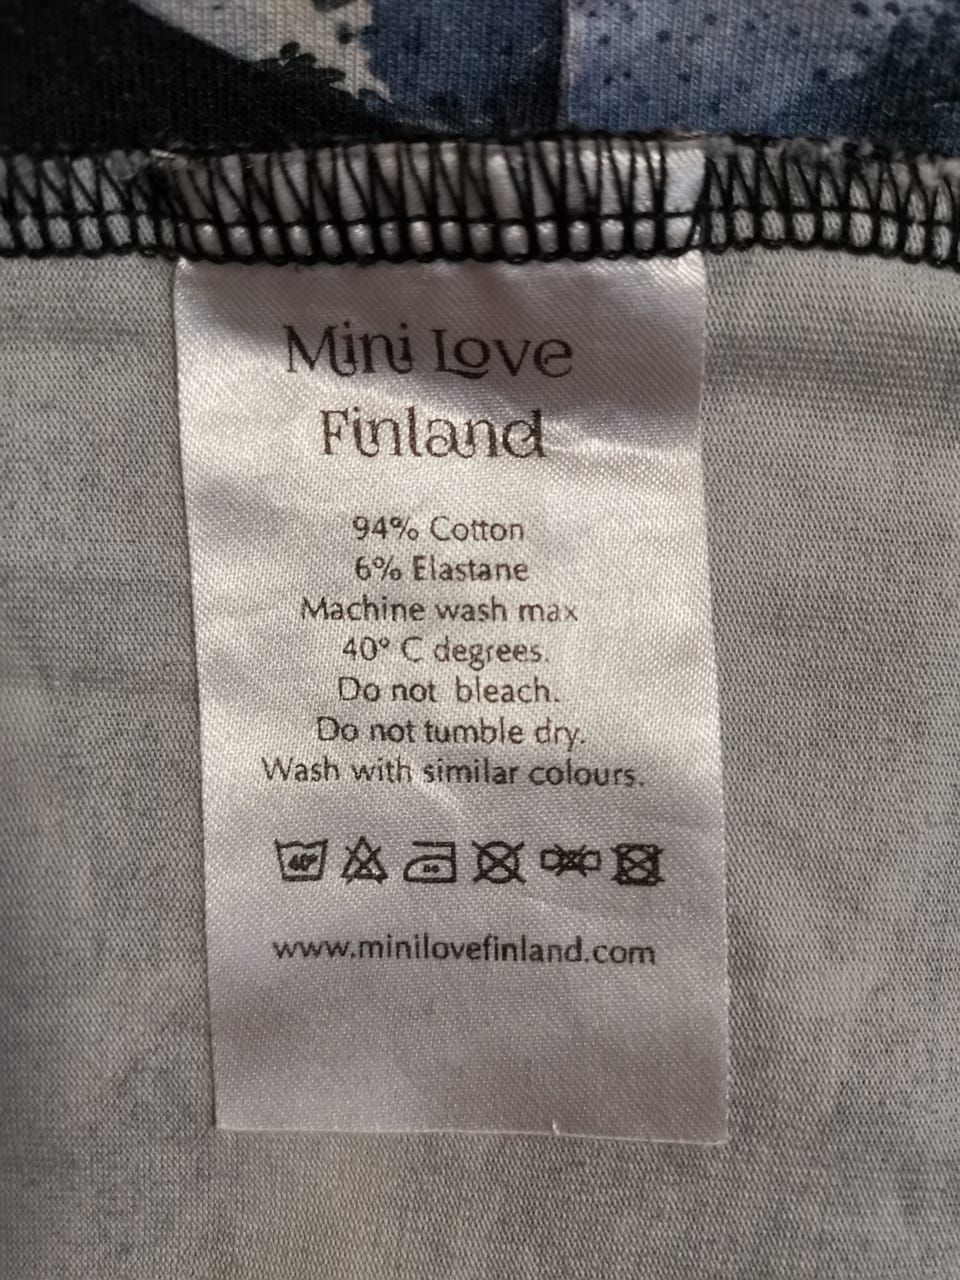 Mini Love
Finland
94% Cotton
6% Elastane
Machine wash max
40° C degrees.
Do not bleach.
Do not tumble dry.
Wash with similar colours.
40°
www.minilovefinland.com